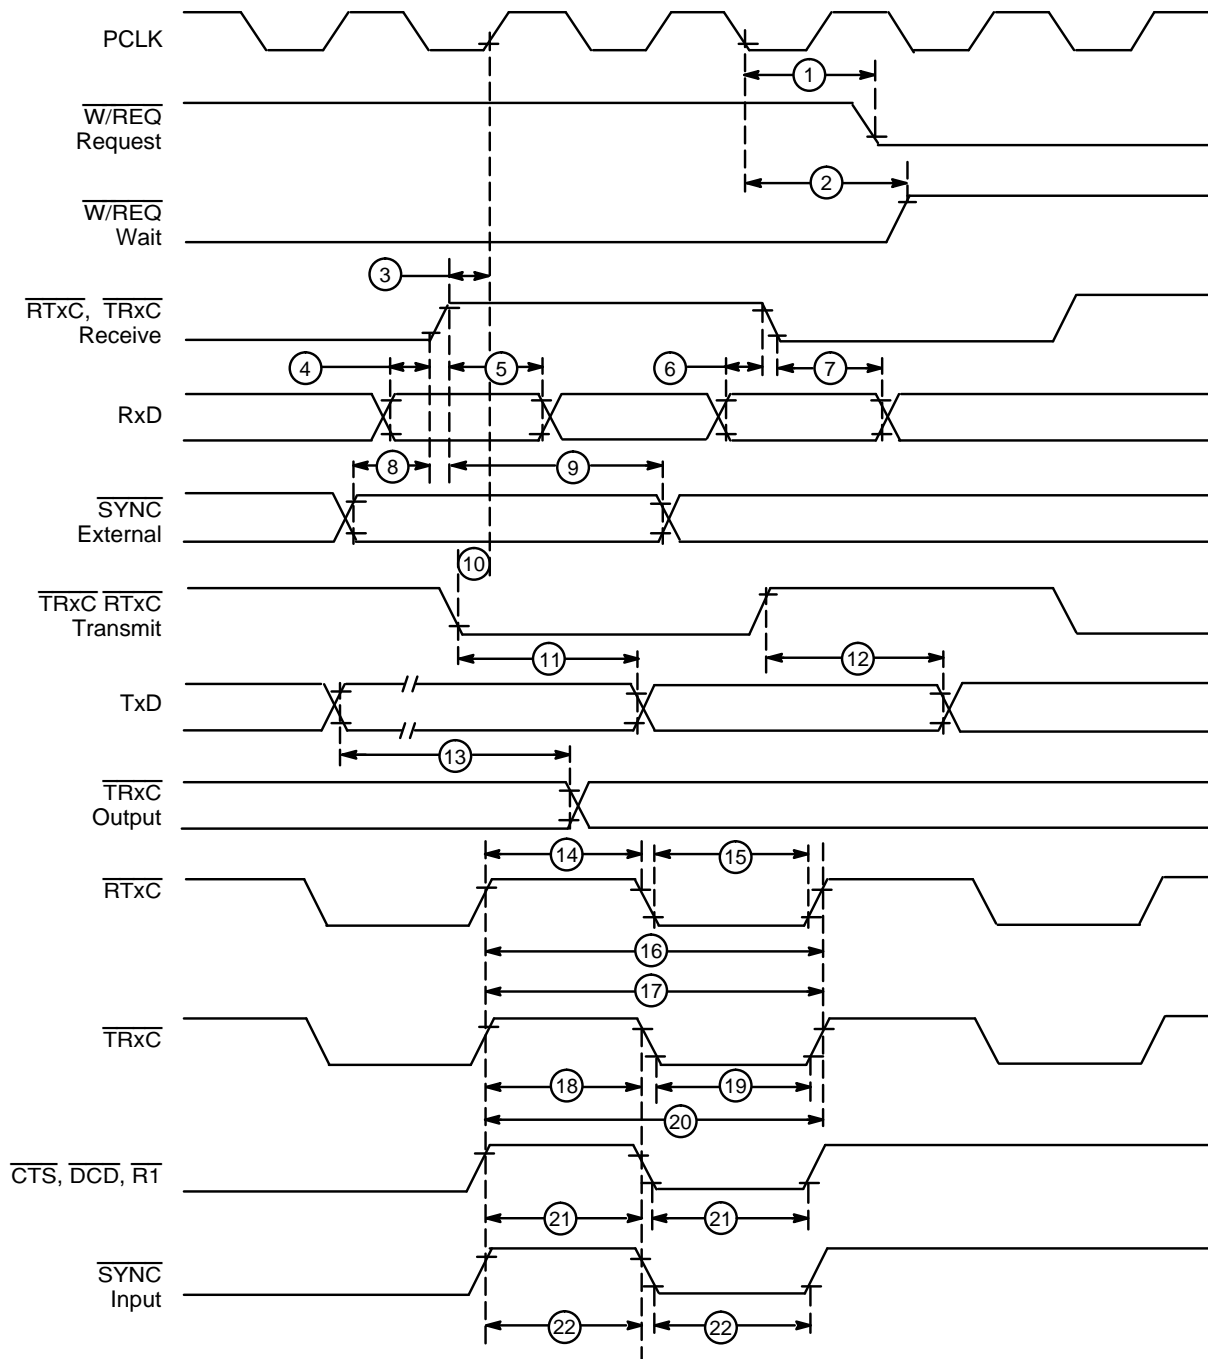 PCLK
1
W/REQ
Request
2
W/REQ
Wait
3
RTxC, TRxC
Receive
4
5
6
7
RxD
8
9
SYNC
External
10
TRxC RTxC
Transmit
11
12
TxD
13
TRxC
Output
14
15
RTxC
16
17
TRxC
18
19
20
CTS, DCD, R1
21
21
SYNC
Input
22
22